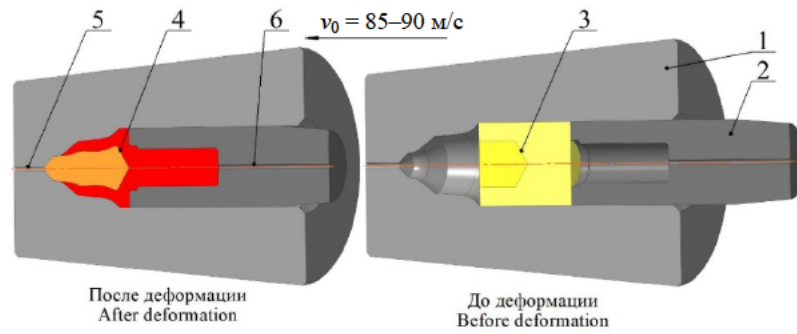 5
4
6
v₀ = 85–90 м/с
3
1
2
После деформации
After deformation
До деформации
Before deformation